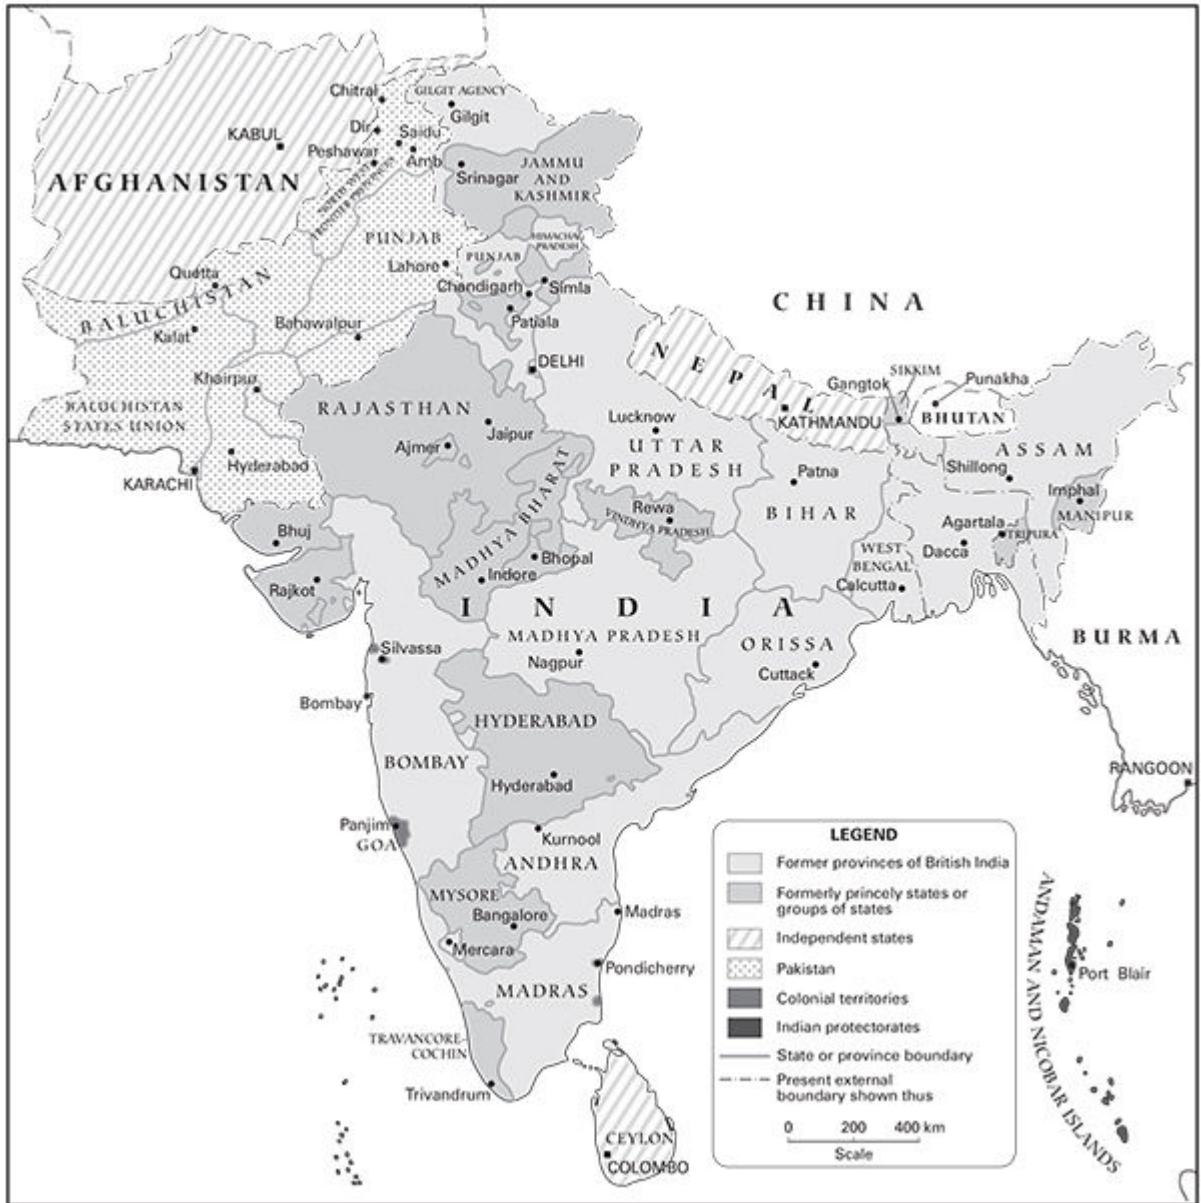 Chitral
GILGIT AGENCY
Gilgit
Dir
Saidu
KABUL
Peshawar
Amb
AFGHANISTAN
NORTH WEST
FRONTIER PROVINCES
Srinagar
JAMMU
AND
KASHMIR
PUNJAB
HIMACHAL
PRADESH
Lahore
PUNJAB
Quetta
Chandigarh
Simla
BALUCHISTAN
CHINA
Kalat
Bahawalpur
Patiala
DELHI
NEPAL
Khairpur
SIKKIM
Gangtok
Punakha
BALUCHISTAN
STATES UNION
RAJASTHAN
Jaipur
Ajmer
Lucknow
KATHMANDU
BHUTAN
UTTAR
PRADESH
ASSAM
Hyderabad
KARACHI
Patna
Shillong
MADHYA BHARAT
Rewa
VINDHYA PRADESH
BIHAR
Imphal
MANIPUR
Bhuj
Agartala
TRIPURA
Bhopal
WEST
BENGAL
Dacca
Indore
Rajkot
Calcutta
INDIA
MADHYA PRADESH
ORISSA
BURMA
Silvassa
Nagpur
Cuttack
Bombay
HYDERABAD
BOMBAY
Hyderabad
RANGOON
Panjim
GOA
Kurnool
ANDHRA
MYSORE
Bangalore
Madras
Mercara
Pondicherry
MADRAS
TRAVANCORE-
COCHIN
Trivandrum
CEYLON
COLOMBO
ANDAMAN AND NICOBAR ISLANDS
Port Blair
LEGEND
Former provinces of British India
Formerly princely states or
groups of states
Independent states
Pakistan
Colonial territories
Indian protectorates
State or province boundary
Present external
boundary shown thus
0 200 400 km
Scale